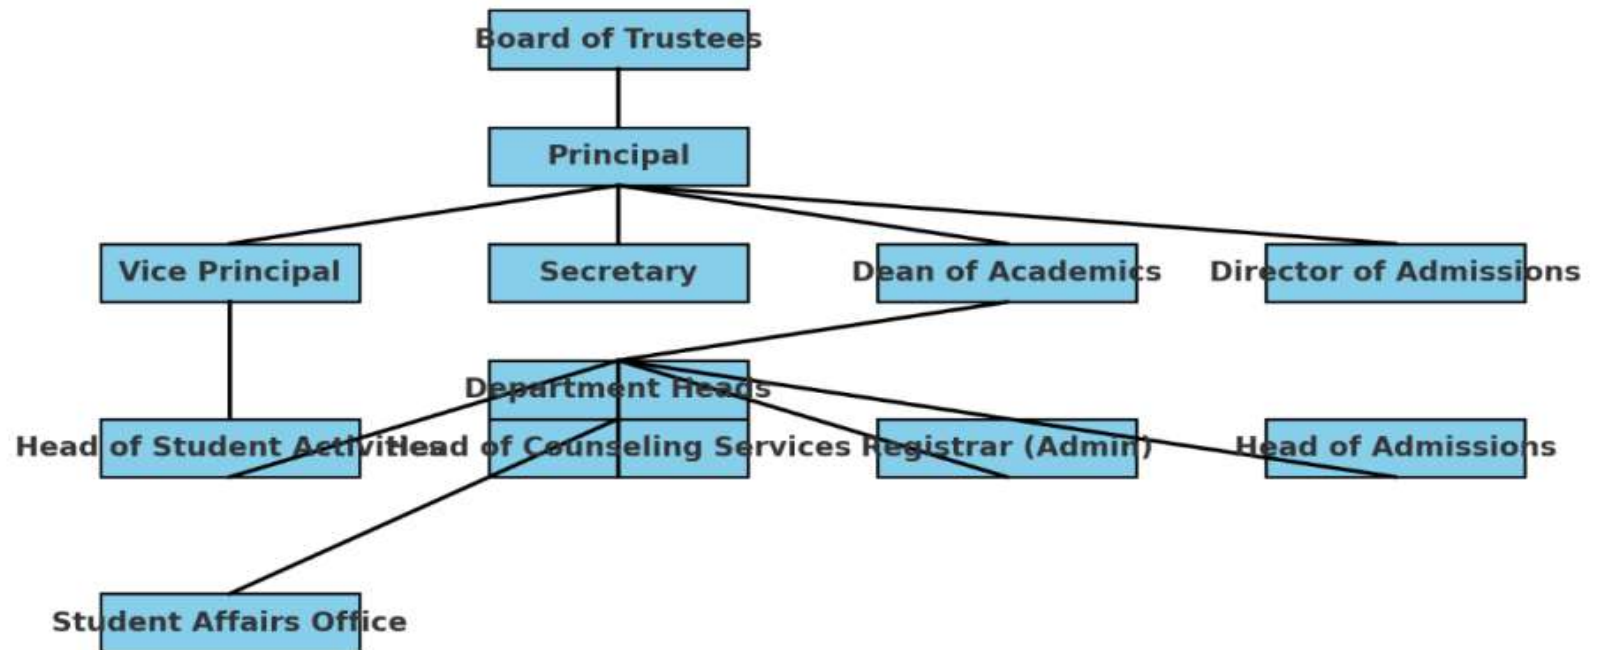 Board of Trustees
Principal
Vice Principal
Secretary
Dean of Academics
Director of Admissions
Department Heads
Head of Student Activities
Head of Counseling Services
Registrar (Admin)
Head of Admissions
Student Affairs Office